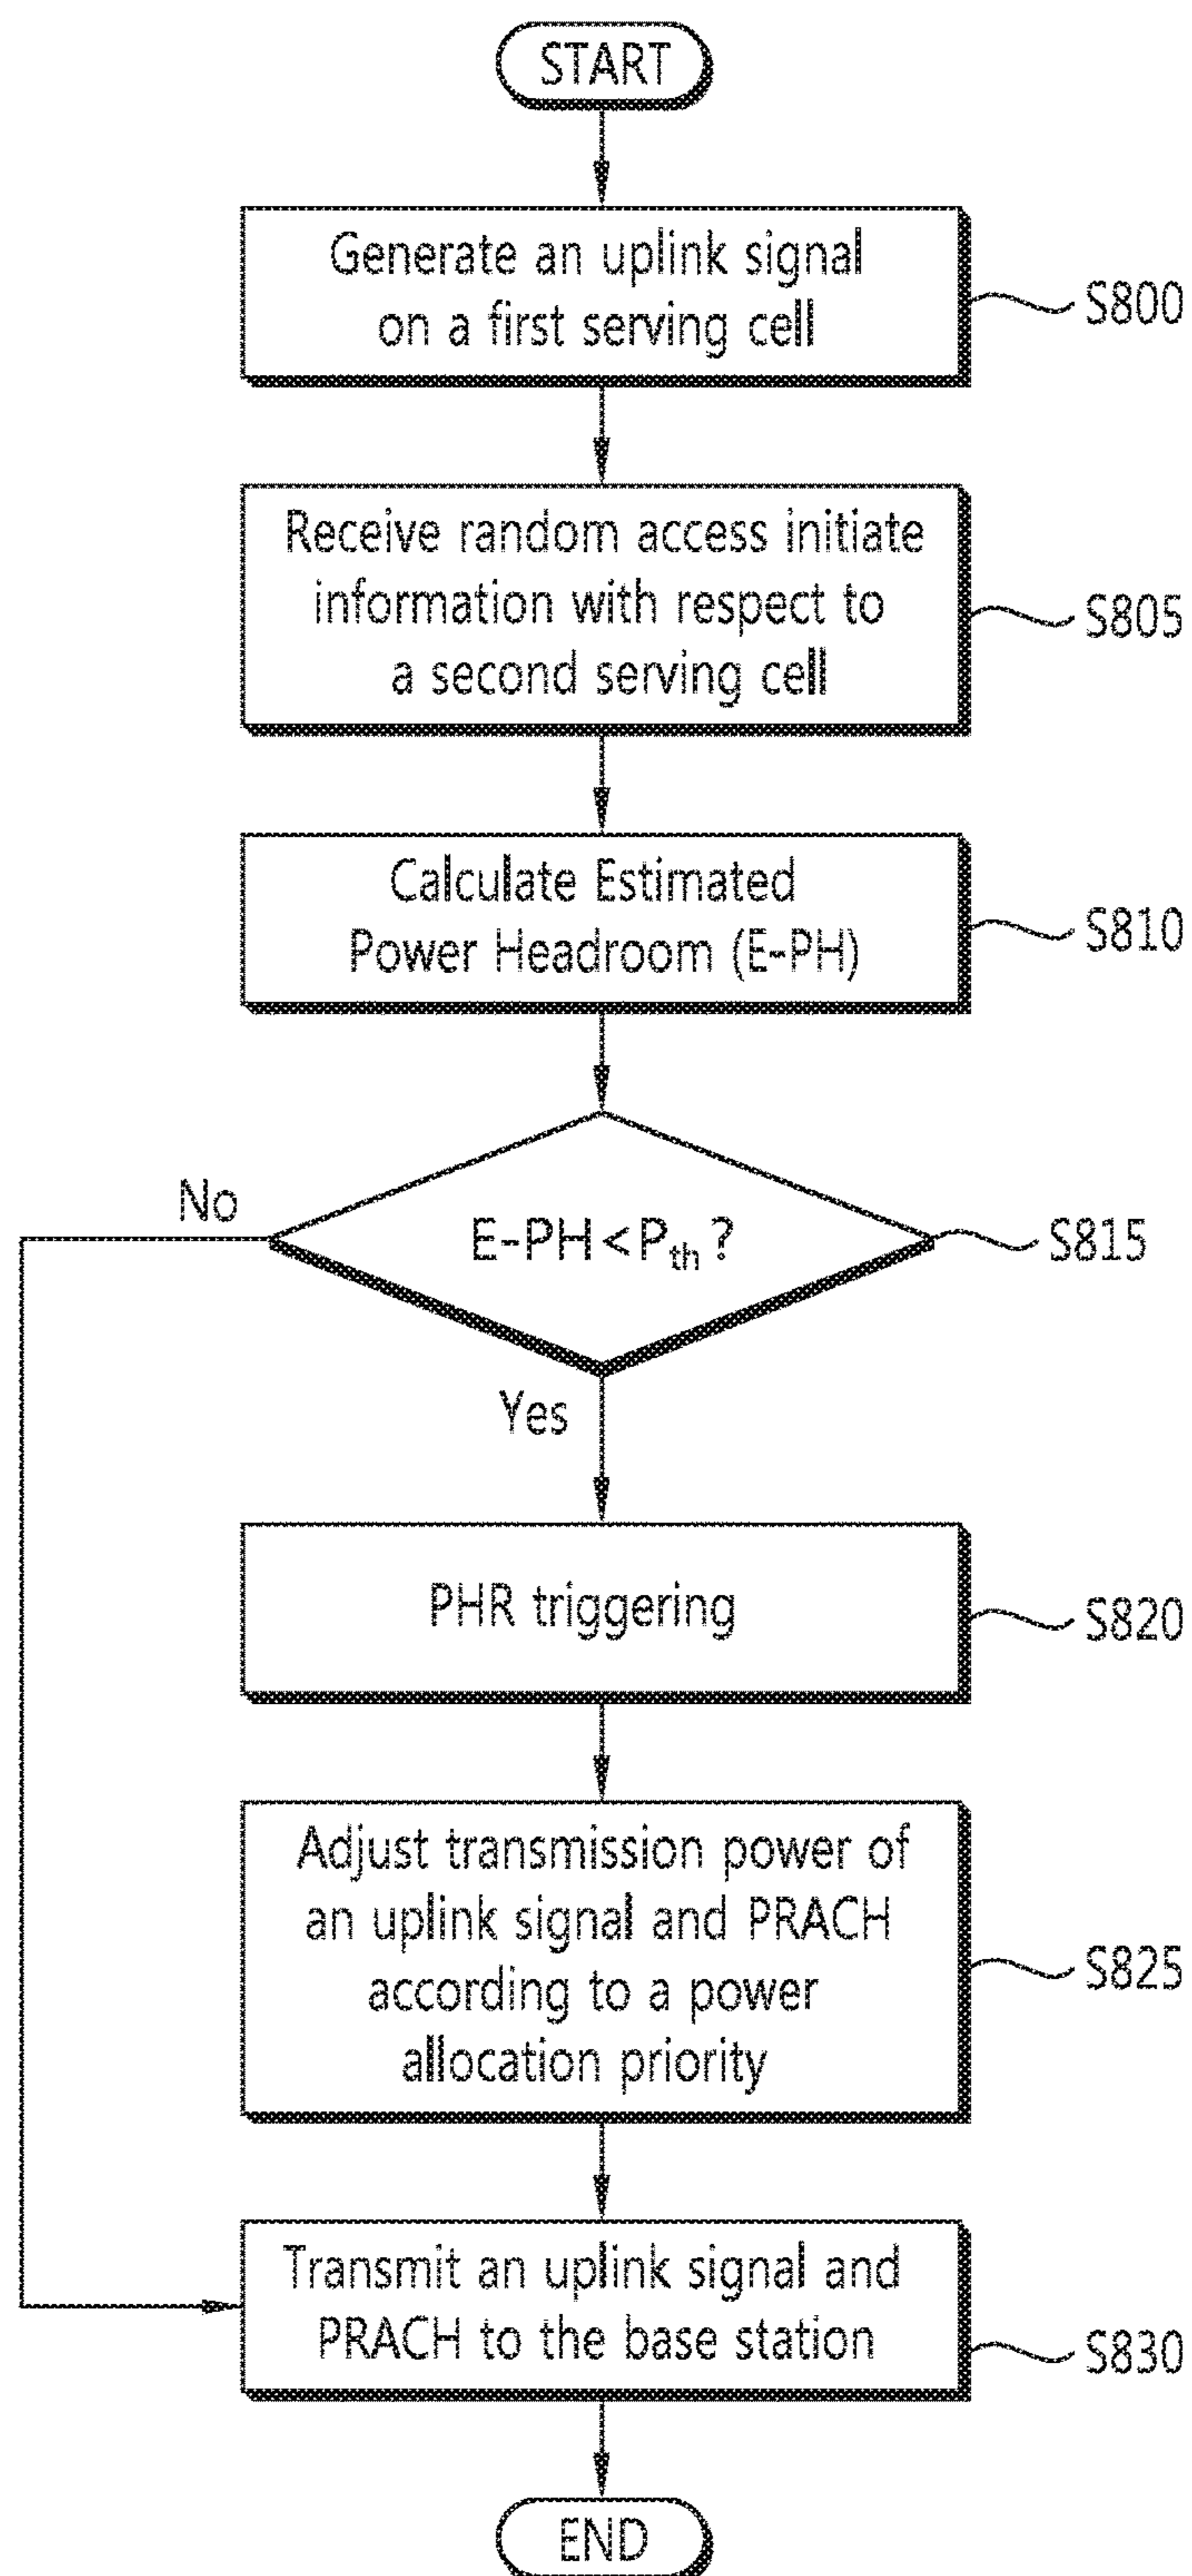 START
Generate an uplink signal
on a first serving cell
S800
Receive random access initiate
information with respect to
a second serving cell
S805
Calculate Estimated
Power Headroom (E-PH)
S810
No
E-PH<Pth?
S815
Yes
PHR triggering
S820
Adjust transmission power of
an uplink signal and PRACH
according to a power
allocation priority
S825
Transmit an uplink signal and
PRACH to the base station
S830
END